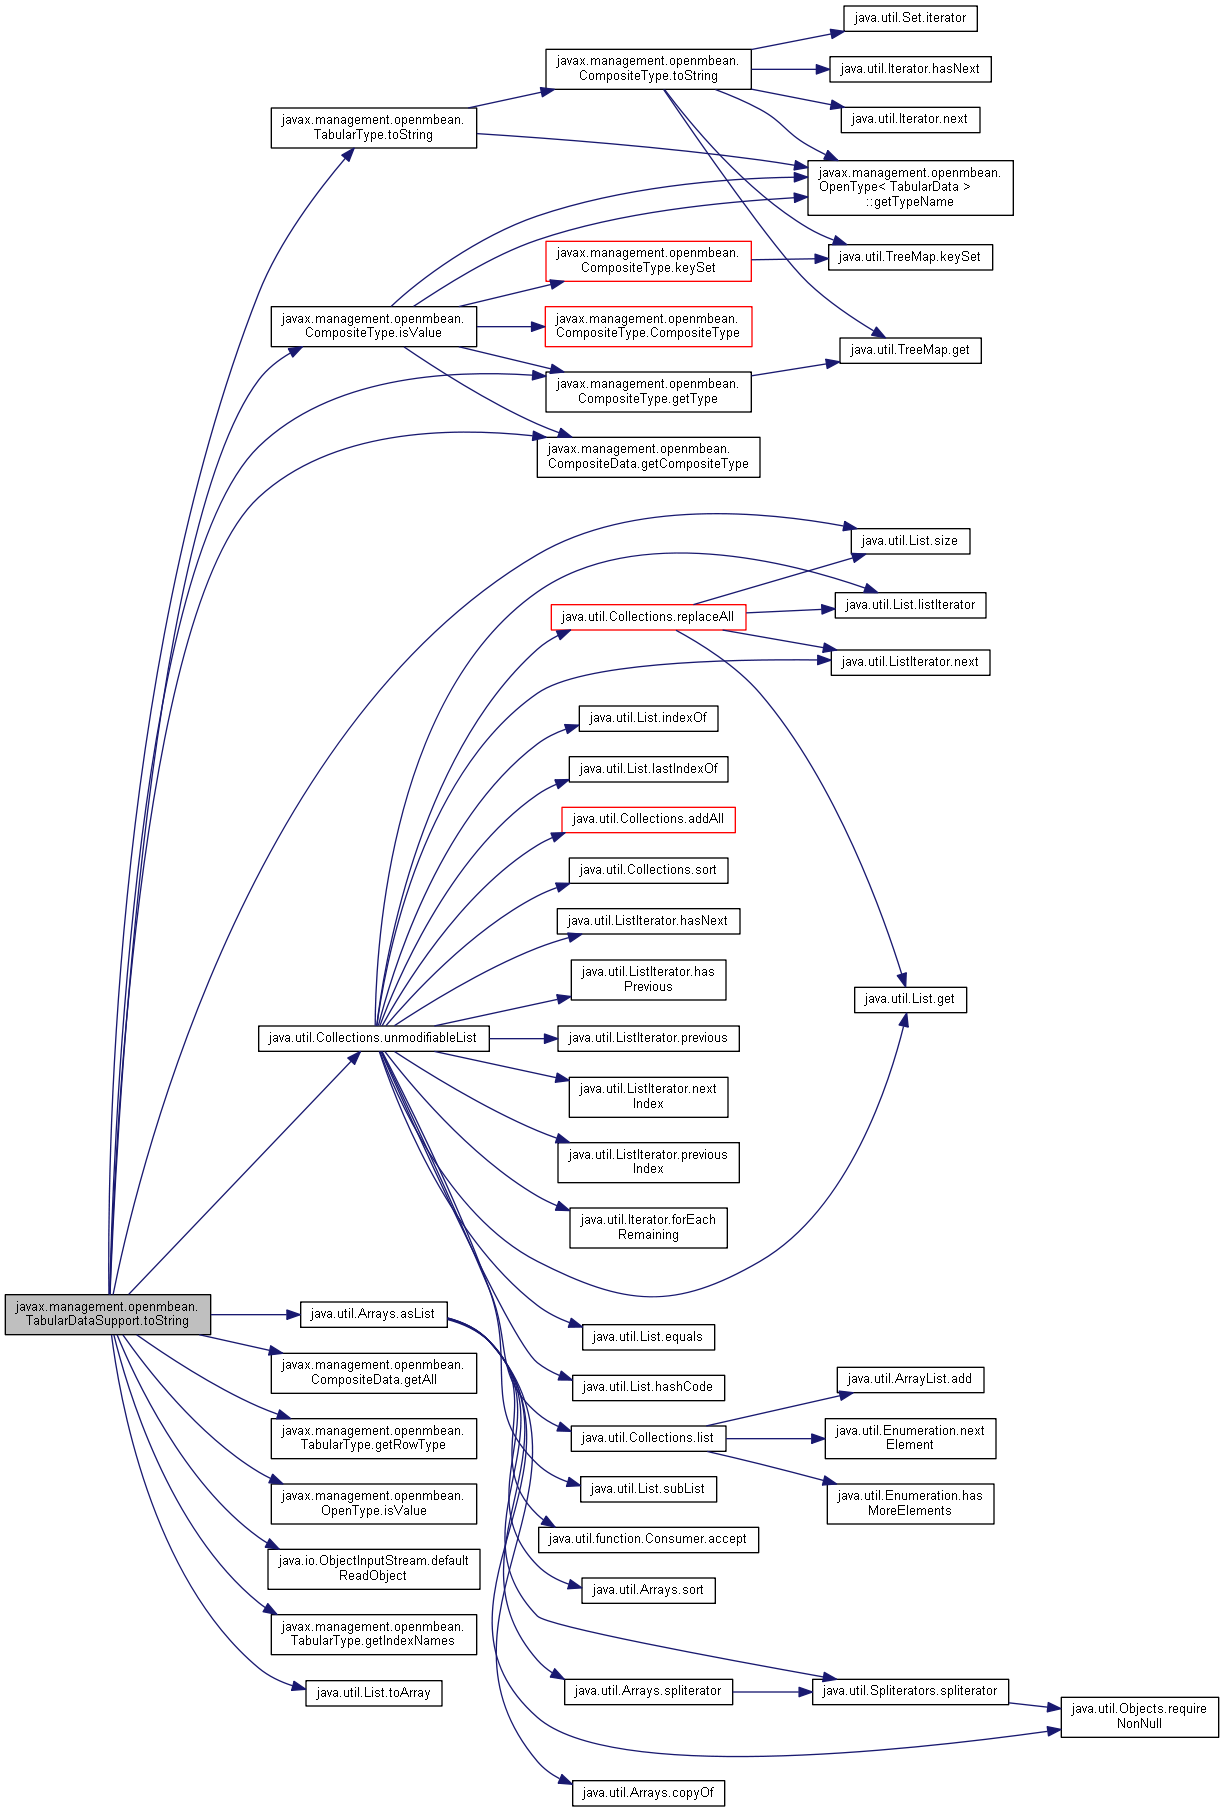 java.util.Set.iterator
javax.management.openmbean.
CompositeType.toString
java.util.Iterator.hasNext
java.util.Iterator.next
javax.management.openmbean.
TabularType.toString
javax.management.openmbean.
OpenType< TabularData >
::getTypeName
javax.management.openmbean.
CompositeType.keySet
java.util.TreeMap.keySet
javax.management.openmbean.
CompositeType.isValue
javax.management.openmbean.
CompositeType.CompositeType
java.util.TreeMap.get
javax.management.openmbean.
CompositeType.getType
javax.management.openmbean.
CompositeData.getCompositeType
java.util.List.size
java.util.List.listIterator
java.util.Collections.replaceAll
java.util.ListIterator.next
java.util.List.indexOf
java.util.List.lastIndexOf
java.util.Collections.addAll
java.util.Collections.sort
java.util.ListIterator.hasNext
java.util.ListIterator.has
Previous
java.util.List.get
java.util.Collections.unmodifiableList
java.util.ListIterator.previous
java.util.ListIterator.next
Index
java.util.ListIterator.previous
Index
java.util.Iterator.forEach
Remaining
javax.management.openmbean.
TabularDataSupport.toString
java.util.Arrays.asList
java.util.List.equals
javax.management.openmbean.
CompositeData.getAll
java.util.List.hashCode
java.util.ArrayList.add
javax.management.openmbean.
TabularType.getRowType
java.util.Collections.list
java.util.Enumeration.next
Element
javax.management.openmbean.
OpenType.isValue
java.util.List.subList
java.util.Enumeration.has
MoreElements
java.util.function.Consumer.accept
java.io.ObjectInputStream.default
ReadObject
java.util.Arrays.sort
javax.management.openmbean.
TabularType.getIndexNames
java.util.List.toArray
java.util.Arrays.spliterator
java.util.Spliterators.spliterator
java.util.Objects.require
NonNull
java.util.Arrays.copyOf